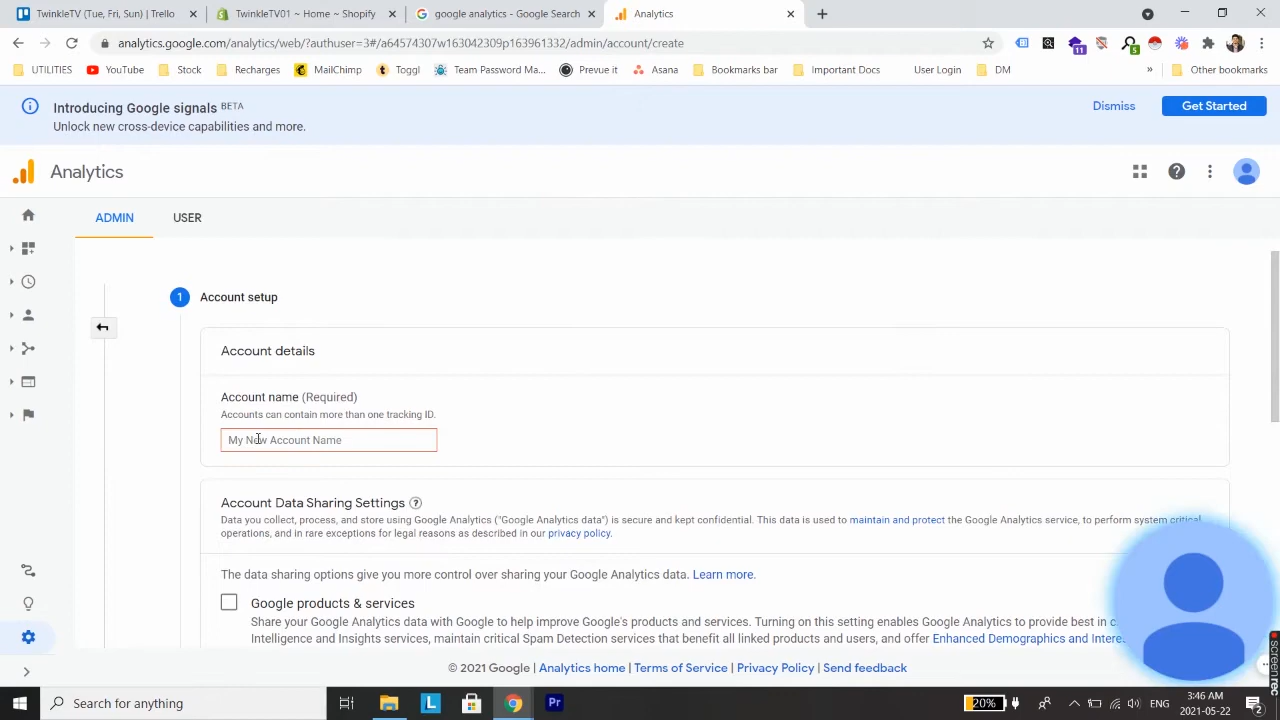 TwinkleTV (Tue, Fri, Sun) | Trello
TwinkleTV01 ~ Home ~ Shopify
google analytics - Google Search
Analytics
analytics.google.com/analytics/web/?authuser=3#/a64574307w163042309p163961332/admin/account/create
11
5
UTILITIES
YouTube
Stock
Recharges
MailChimp
Toggl
Team Password Ma...
Prevue it
Asana
Bookmarks bar
Important Docs
User Login
DM
»
Other bookmarks
Introducing Google signals BETA
Unlock new cross-device capabilities and more.
Dismiss
Get Started
Analytics
ADMIN
USER
1 Account setup
Account details
Account name (Required)
Accounts can contain more than one tracking ID.
My New Account Name
Account Data Sharing Settings ?
Data you collect, process, and store using Google Analytics ("Google Analytics data") is secure and kept confidential. This data is used to maintain and protect the Google Analytics service, to perform system critical
operations, and in rare exceptions for legal reasons as described in our privacy policy.
The data sharing options give you more control over sharing your Google Analytics data. Learn more.
Google products & services
Share your Google Analytics data with Google to help improve Google's products and services. Turning on this setting enables Google Analytics to provide best in
Intelligence and Insights services, maintain critical Spam Detection services that benefit all linked products and users, and offer Enhanced Demographics and
© 2021 Google | Analytics home | Terms of Service | Privacy Policy | Send feedback
screenrec
Search for anything
L
Pr
20%
ENG
3:46 AM
2021-05-22
2